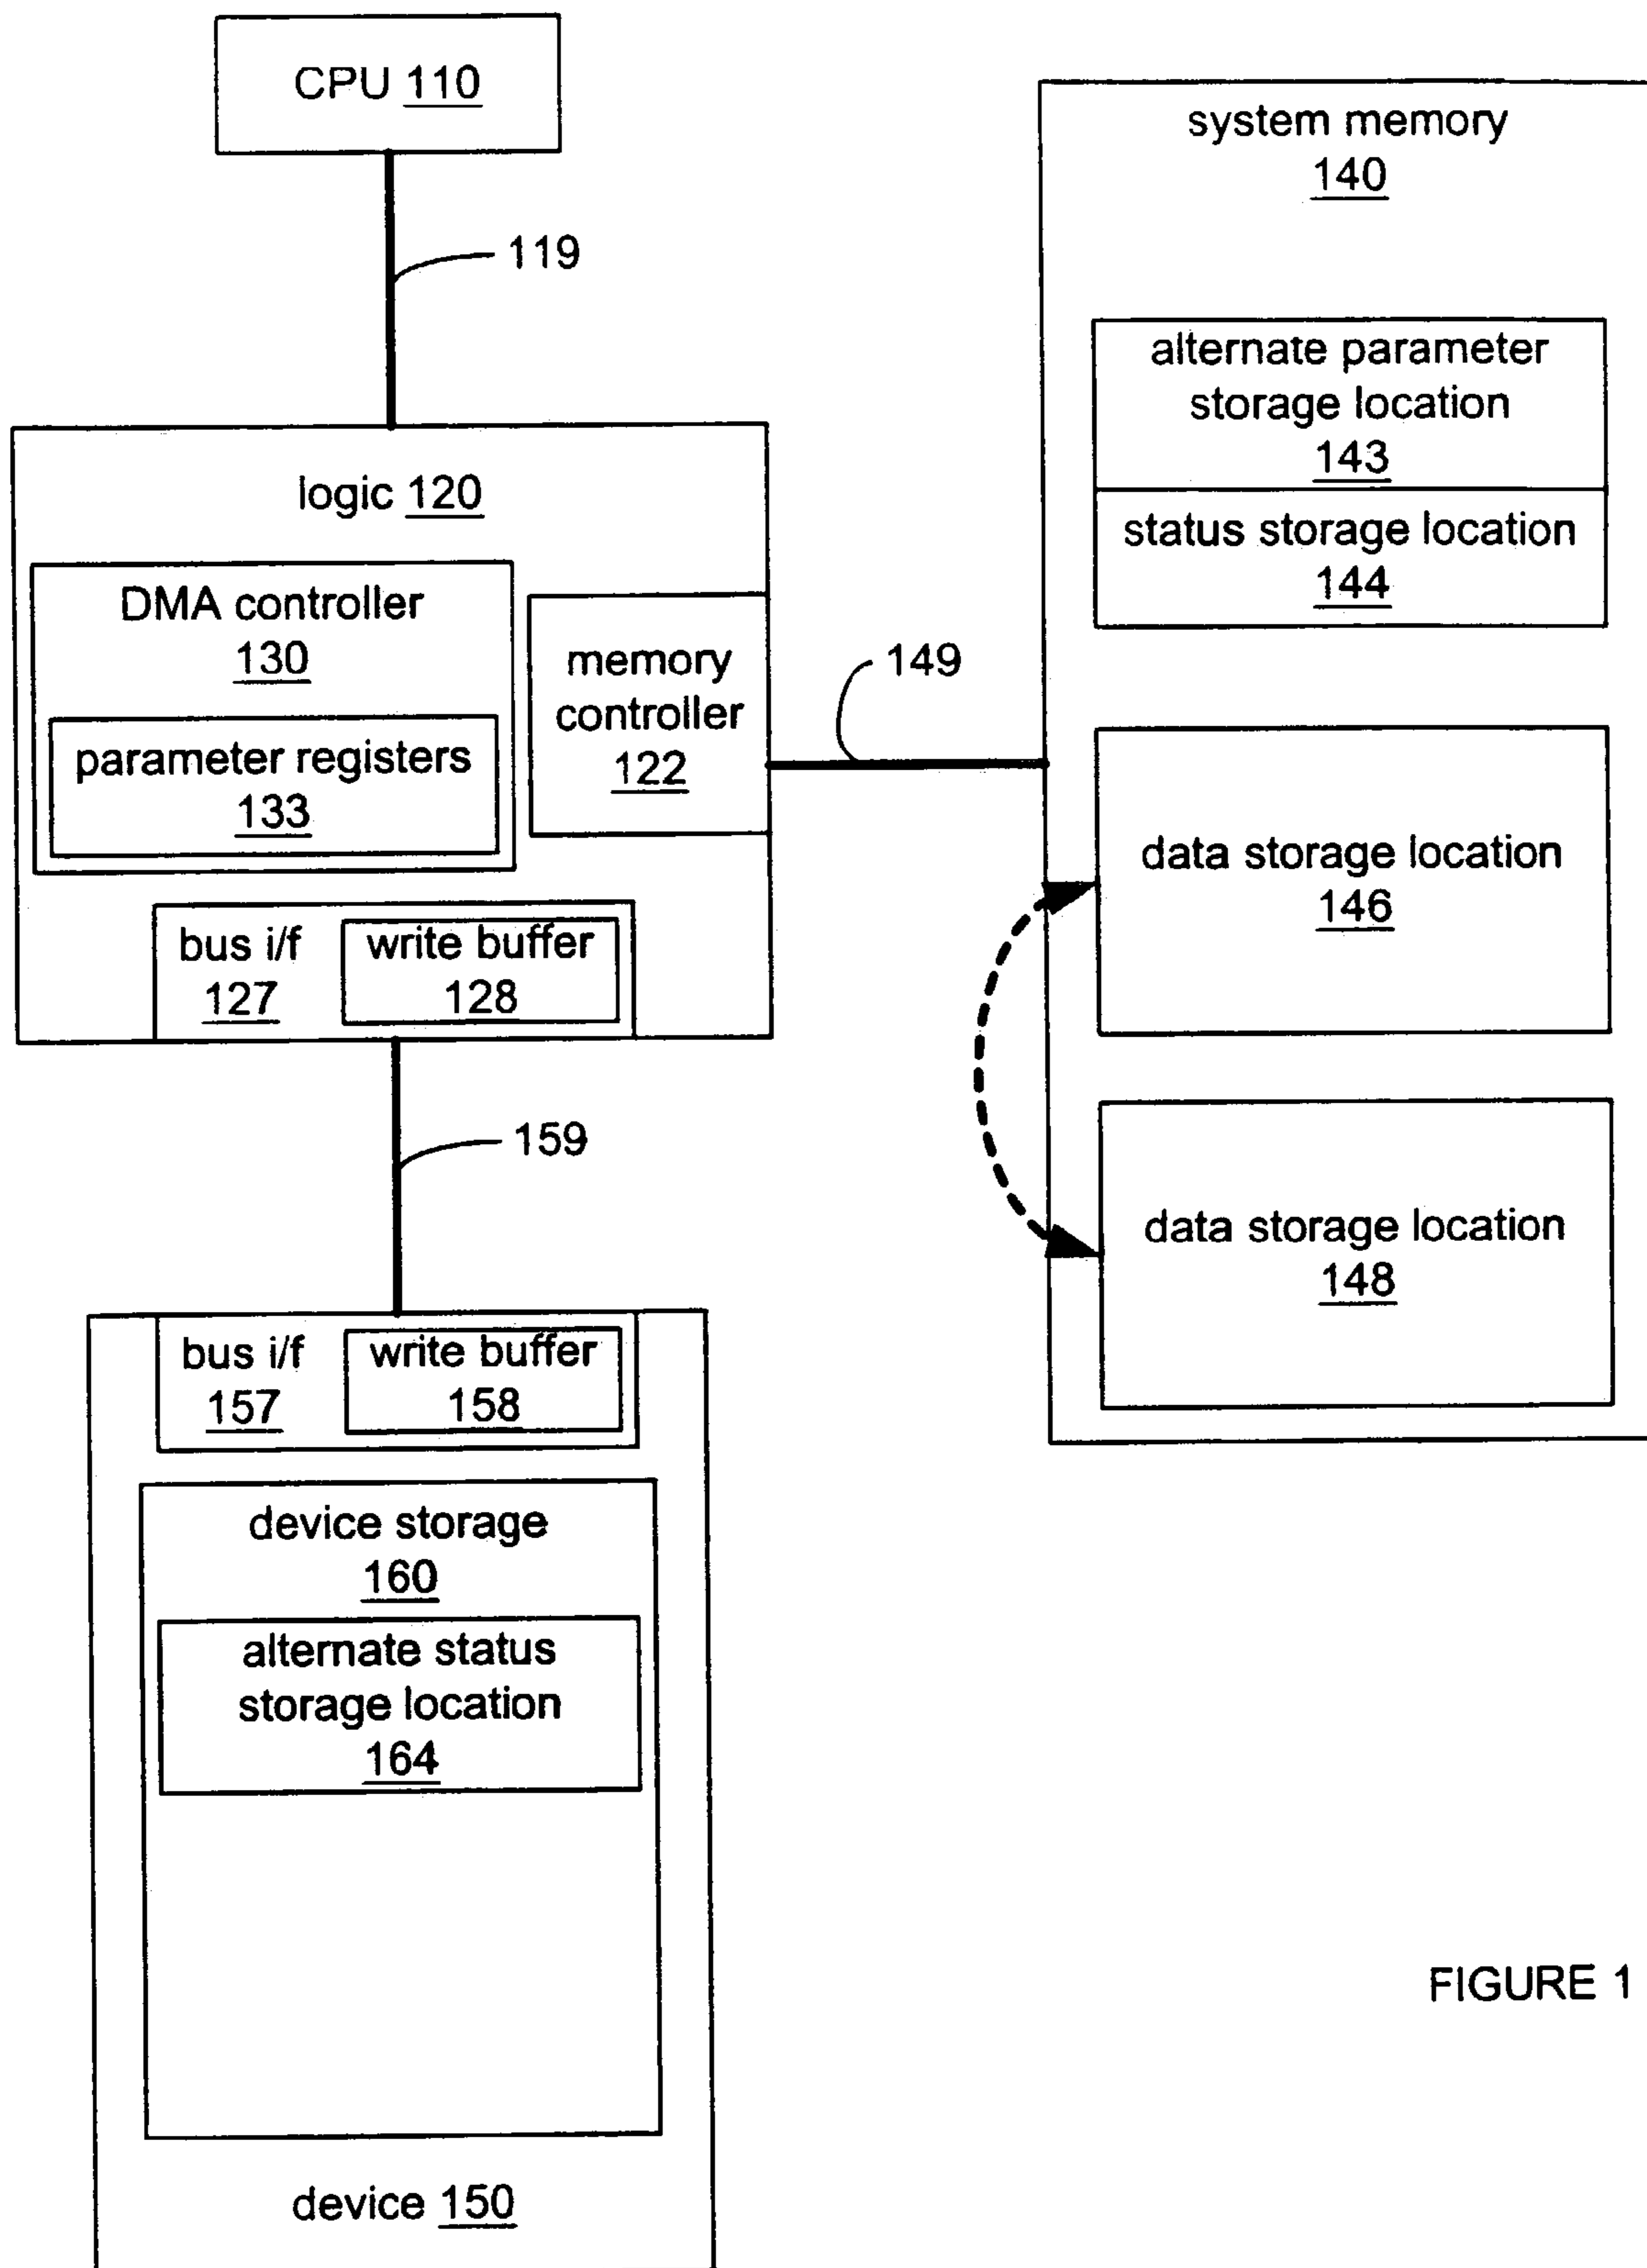 CPU 110
119
logic 120
DMA controller
130
parameter registers
133
memory
controller
122
bus i/f
127
write buffer
128
149
system memory
140
alternate parameter
storage location
143
status storage location
144
data storage location
146
data storage location
148
159
bus i/f
157
write buffer
158
device storage
160
alternate status
storage location
164
device 150
FIGURE 1